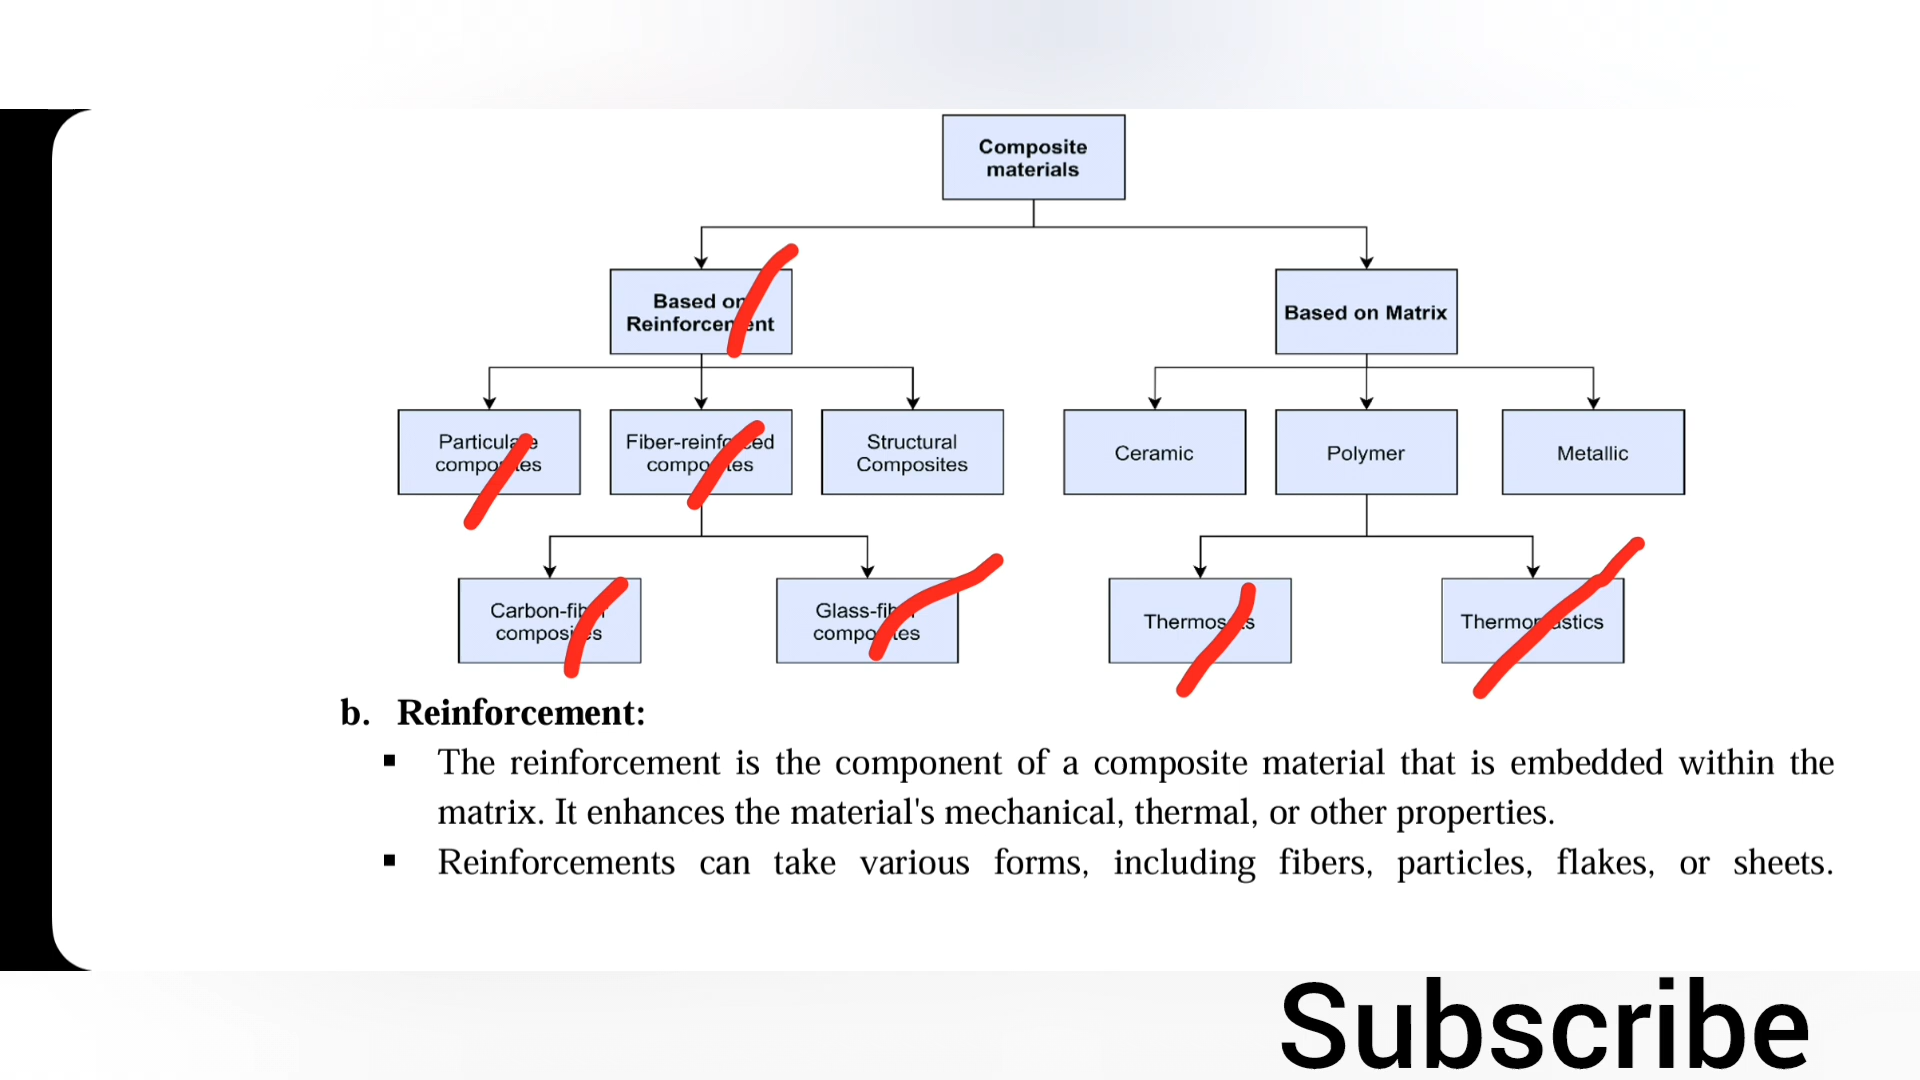 Composite
materials
Based on
Reinforcement
Based on Matrix
Particulate
composites
Fiber-reinforced
composites
Structural
Composites
Ceramic
Polymer
Metallic
Carbon-fiber
composites
Glass-fiber
composites
Thermosets
Thermoplastics
b. Reinforcement:
▪ The reinforcement is the component of a composite material that is embedded within the
matrix. It enhances the material's mechanical, thermal, or other properties.
▪ Reinforcements can take various forms, including fibers, particles, flakes, or sheets.
Subscribe